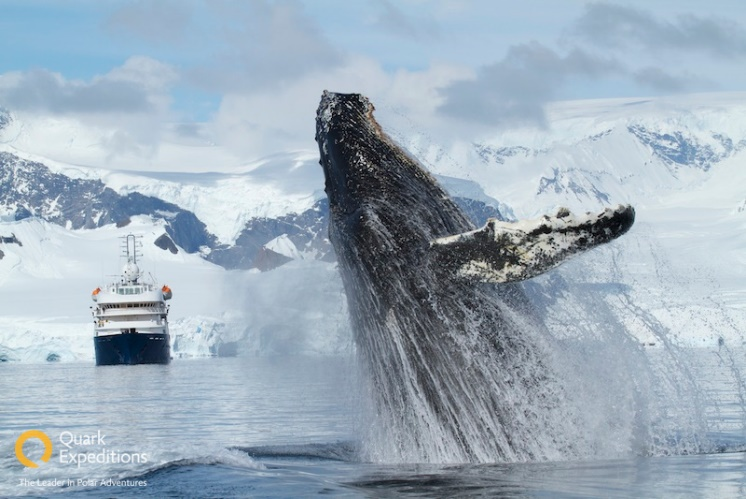 Quark
Expeditions
The Leader in Polar Adventures